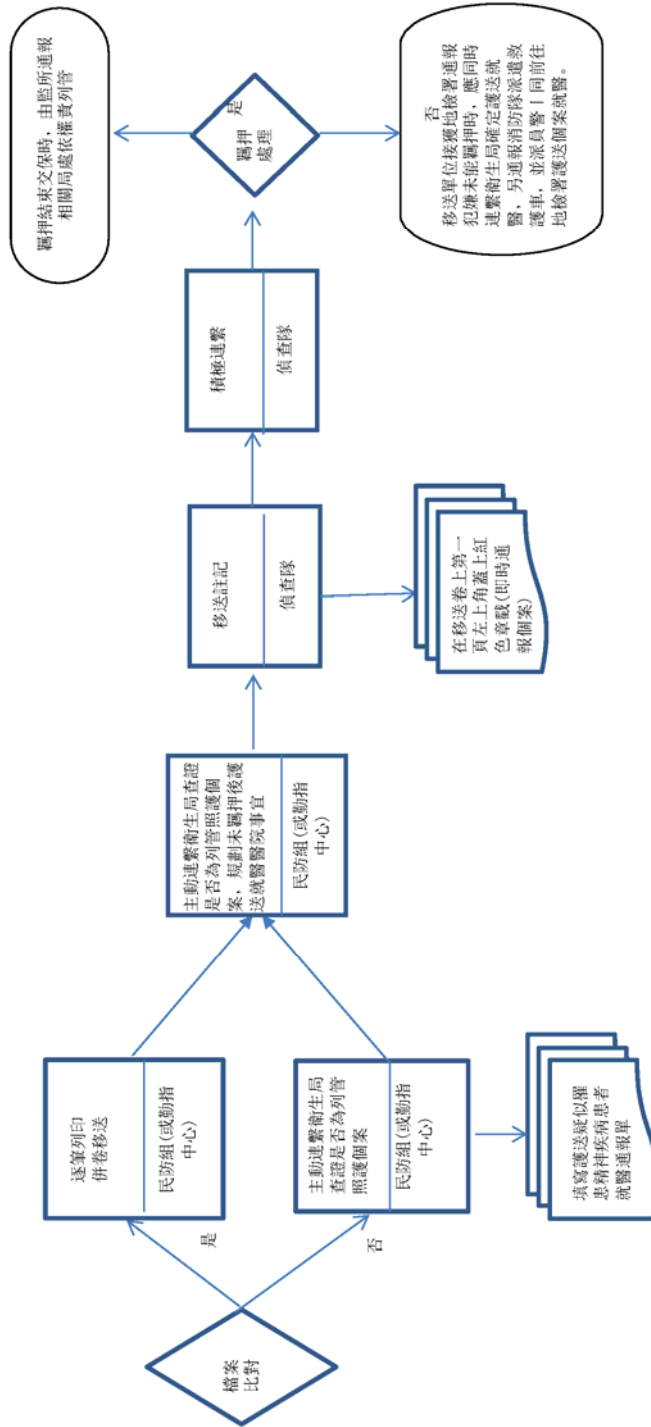 檔案
比對
是
否
逐筆列印
併卷移送
民防組(或勤指
中心)
主動連繫衛生局
查證是否為列管
照護個案
民防組(或勤指
中心)
填寫護送疑似罹
患精神疾病患者
就醫通報單
主動連繫衛生局查證
是否為列管照護個
案，規劃未羈押後護
送就醫醫院事宜
民防組(或勤指
中心)
移送註記
偵查隊
在移送卷上第一
頁左上角蓋上紅
色章戳(即時通
報個案)
積極連繫
偵查隊
是
羈押
處理
羈押結束交保時，由監所通報
相關局處依權責列管
否
移送單位接獲地檢署通報
犯嫌未能羈押時，應同時
連繫衛生局確定護送就
醫，另通報消防隊派遣救
護車，並派員警1同前往
地檢署護送個案就醫。